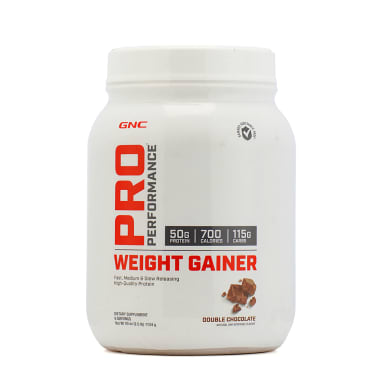 GNC
PRO
PERFORMANCE
50G PROTEIN | 700 CALORIES | 115G CARBS
WEIGHT GAINER
Fast, Medium & Slow Releasing
High-Quality Protein
DOUBLE CHOCOLATE
DIETARY SUPPLEMENT